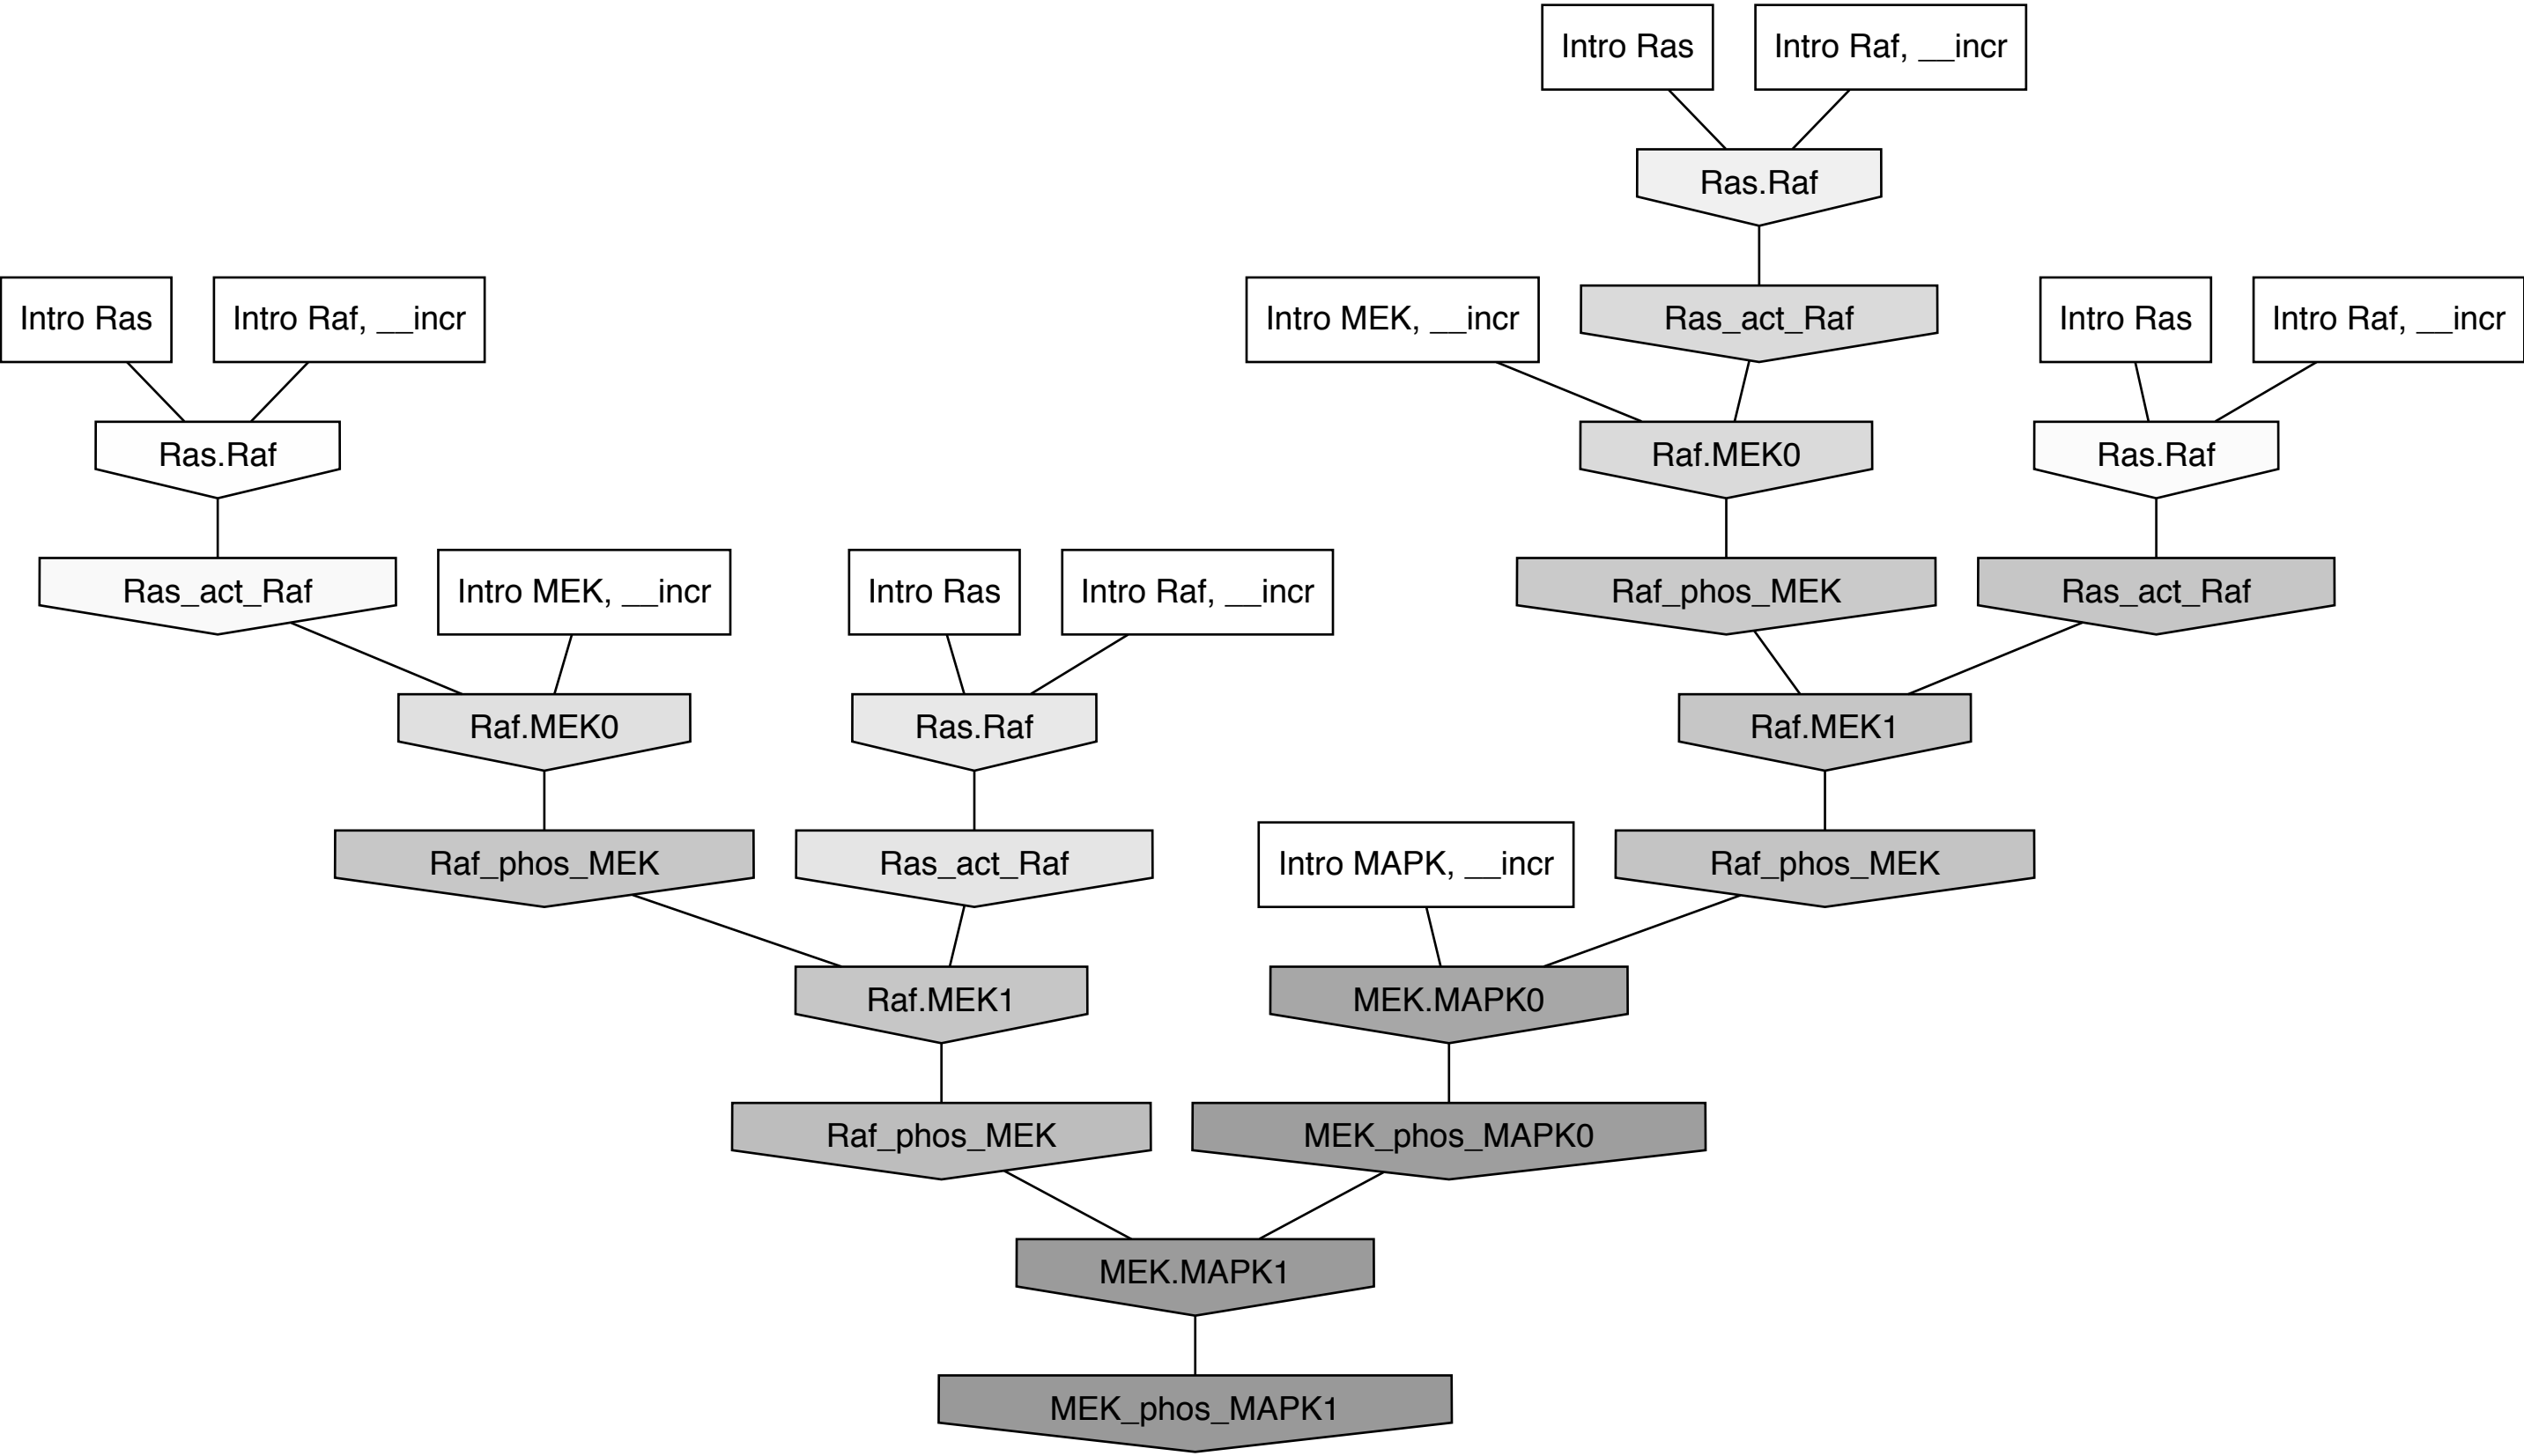 Intro Ras
Intro Raf, __incr
Ras.Raf
Intro Ras
Intro Raf, __incr
Intro MEK, __incr
Ras_act_Raf
Intro Ras
Intro Raf, __incr
Ras.Raf
Raf.MEK0
Ras.Raf
Ras_act_Raf
Intro MEK, __incr
Intro Ras
Intro Raf, __incr
Raf_phos_MEK
Ras_act_Raf
Raf.MEK0
Ras.Raf
Raf.MEK1
Raf_phos_MEK
Ras_act_Raf
Intro MAPK, __incr
Raf_phos_MEK
Raf.MEK1
MEK.MAPK0
Raf_phos_MEK
MEK_phos_MAPK0
MEK.MAPK1
MEK_phos_MAPK1